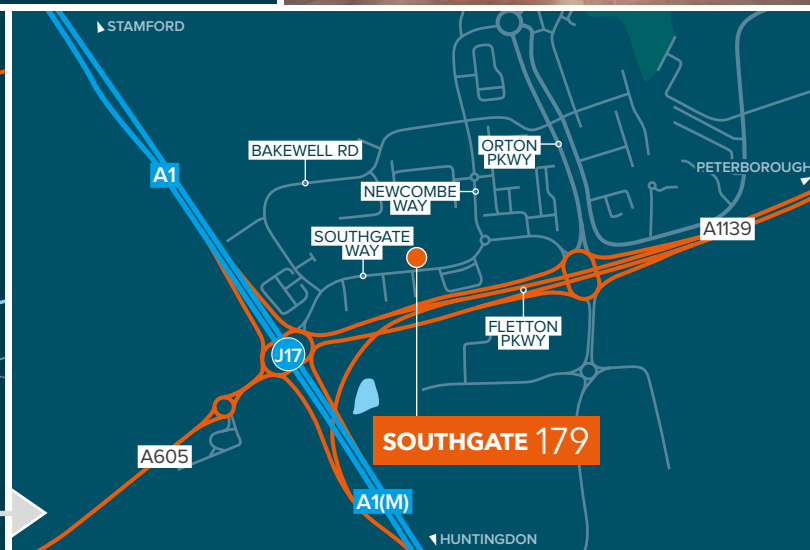 STAMFORD
BAKEWELL RD
ORTON
PKWY
A1
PETERBOROUGH
NEWCOMBE
WAY
SOUTHGATE
WAY
A1139
FLETTON
PKWY
J17
SOUTHGATE 179
A605
A1(M)
HUNTINGDON